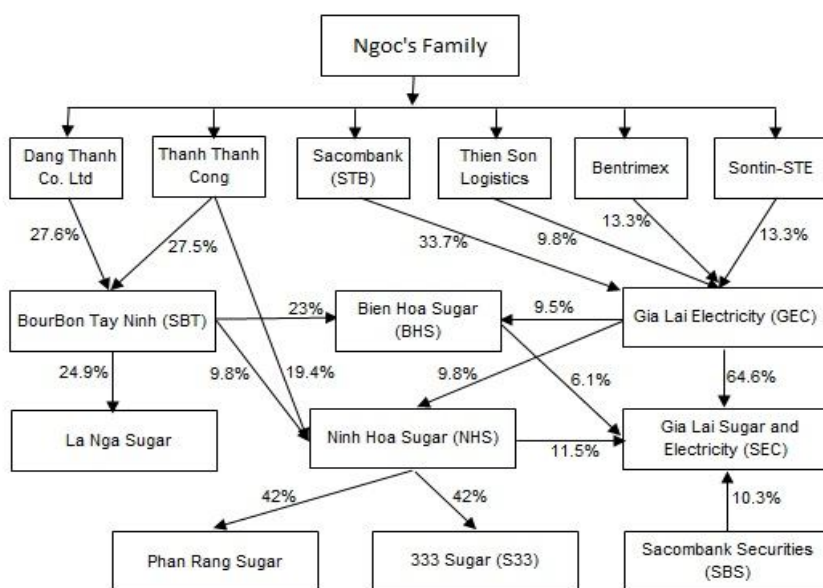 Ngoc's Family
Dang Thanh
Co. Ltd
Thanh Thanh
Cong
Sacombank
(STB)
Thien Son
Logistics
Bentrimex
Sontin-STE
27.6%
27.5%
33.7%
9.8%
13.3%
13.3%
BourBon Tay Ninh (SBT)
23%
Bien Hoa Sugar
(BHS)
9.5%
Gia Lai Electricity (GEC)
24.9%
9.8%
19.4%
9.8%
6.1%
64.6%
La Nga Sugar
Ninh Hoa Sugar (NHS)
11.5%
Gia Lai Sugar and
Electricity (SEC)
42%
42%
10.3%
Phan Rang Sugar
333 Sugar (S33)
Sacombank Securities
(SBS)